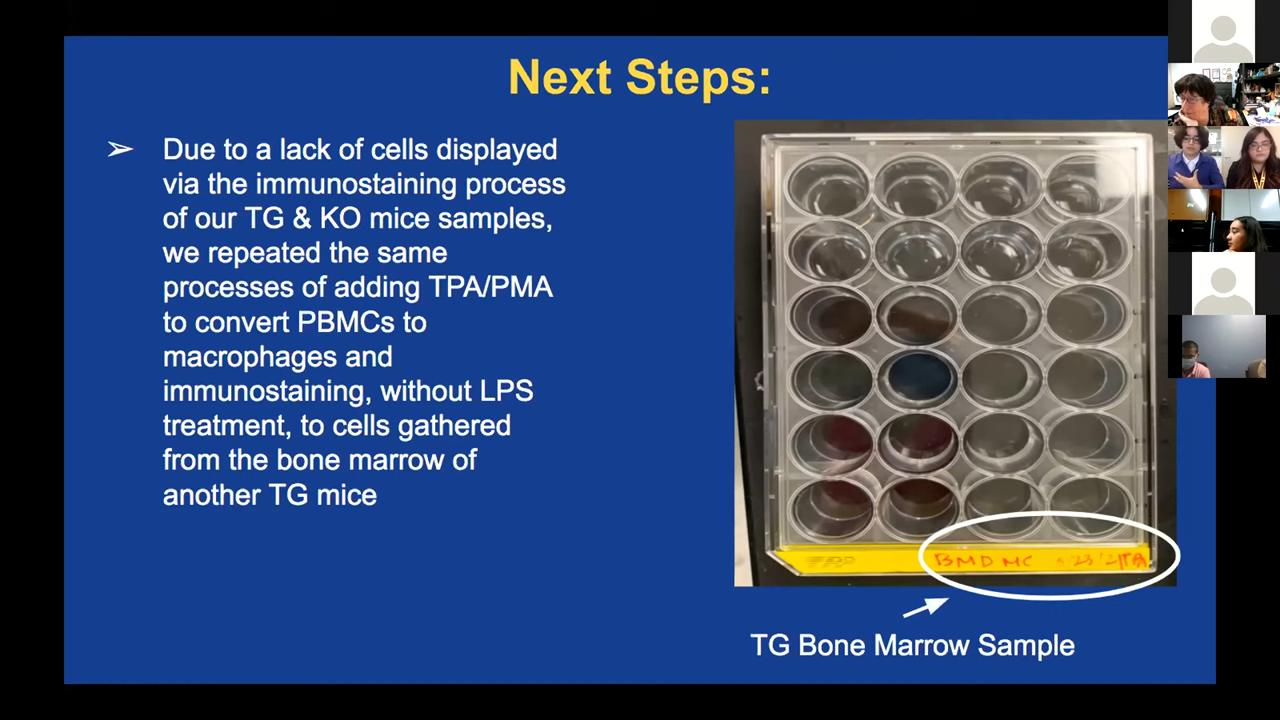 Next Steps:
➢ Due to a lack of cells displayed
via the immunostaining process
of our TG & KO mice samples,
we repeated the same
processes of adding TPA/PMA
to convert PBMCs to
macrophages and
immunostaining, without LPS
treatment, to cells gathered
from the bone marrow of
another TG mice
BMDMC
TG Bone Marrow Sample